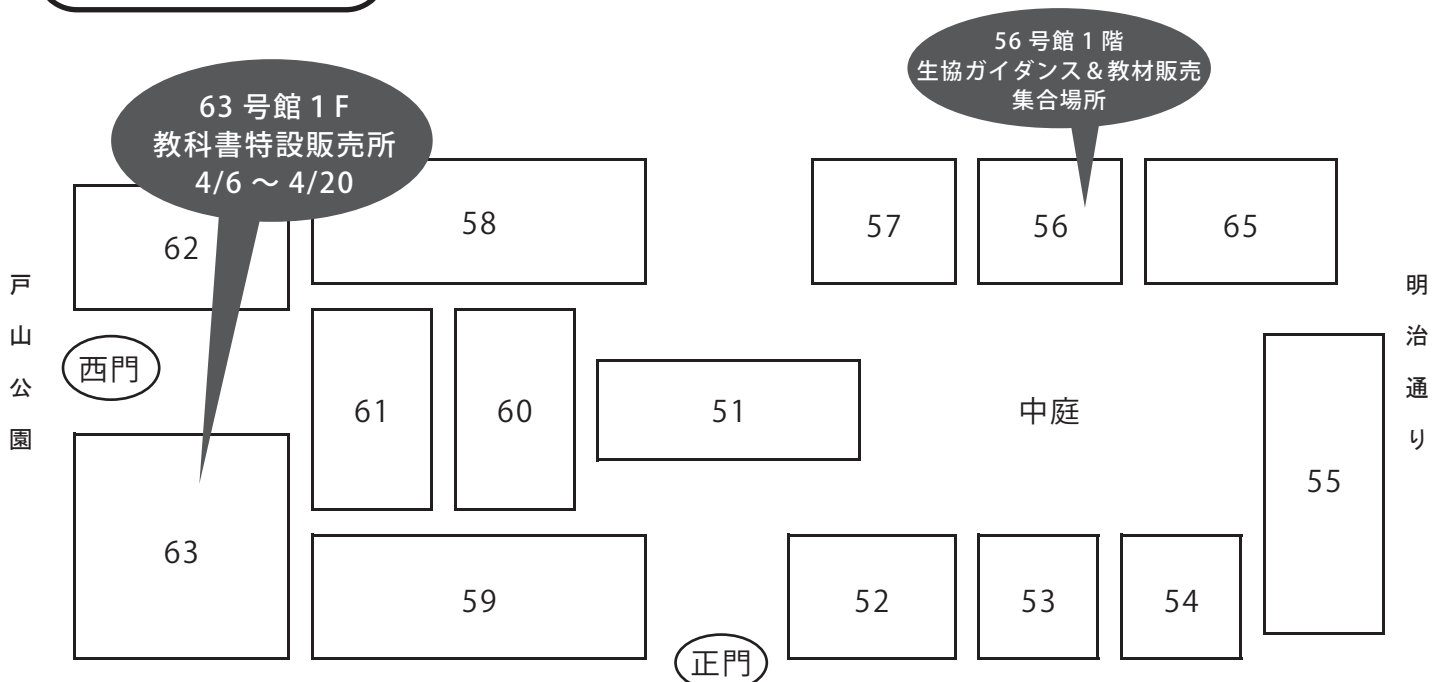 56 号館 1 階
生協ガイダンス＆教材販売
集合場所
63 号館 1 F
教科書特設販売所
4/6 ～ 4/20
62
58
57
56
65
戸山公園
西門
61
60
51
中庭
明治通り
55
63
59
52
53
54
正門